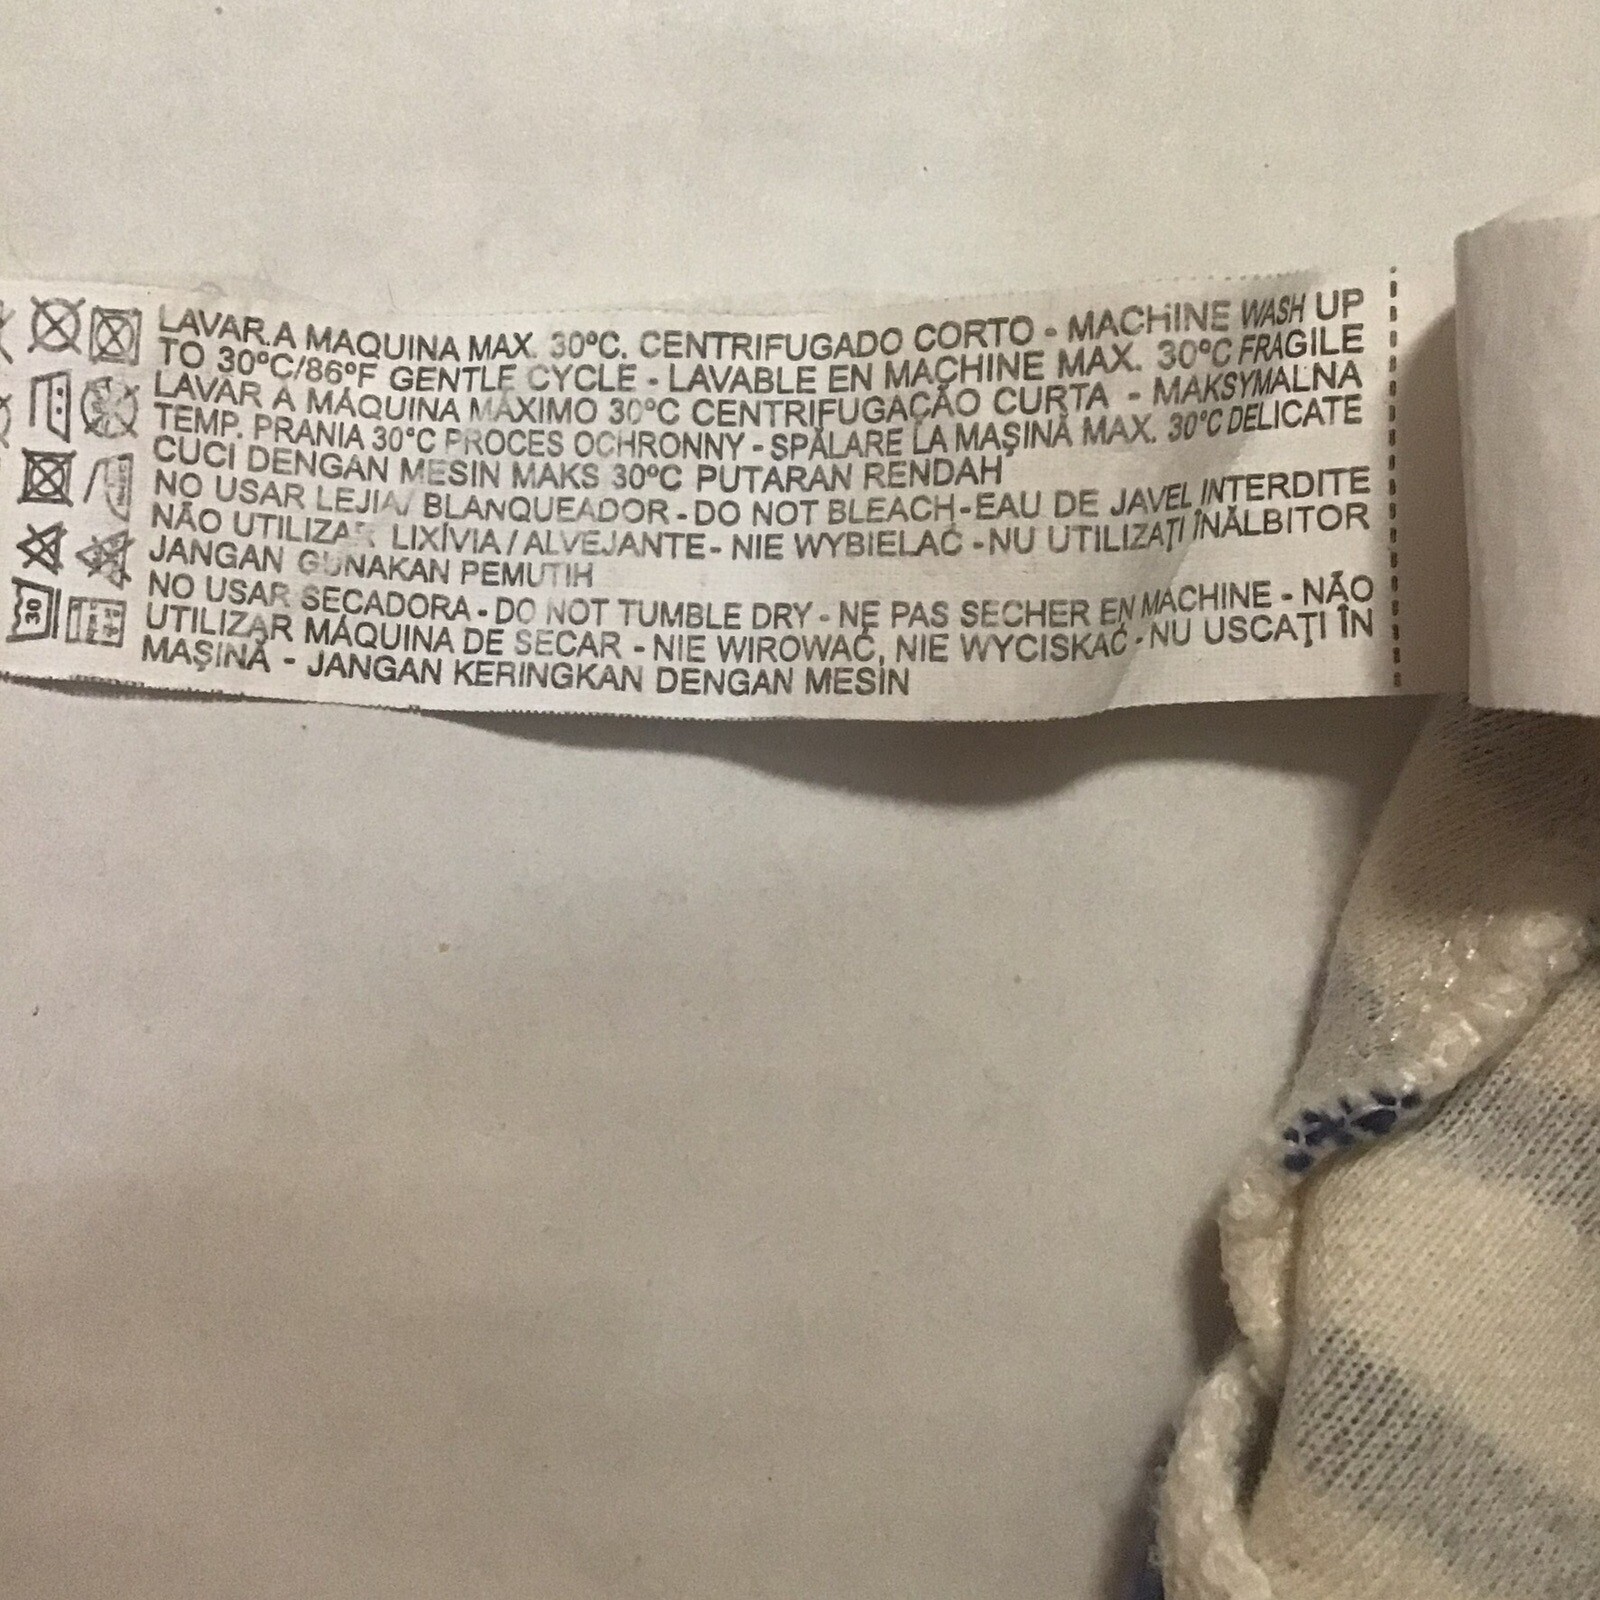 LAVAR A MAQUINA MAX. 30ºC. CENTRIFUGADO CORTO - MACHINE WASH UP
TO 30ºC/86ºF GENTLE CYCLE - LAVABLE EN MACHINE MAX. 30ºC FRAGILE
LAVAR A MÁQUINA MÁXIMO 30ºC CENTRIFUGAÇÃO CURTA - MAKSYMALNA
TEMP. PRANIA 30°C PROCES OCHRONNY - SPĂLARE LA MAŞINĂ MAX. 30°C DELICATE
CUCI DENGAN MESIN MAKS 30ºC PUTARAN RENDAH
NO USAR LEJIA/ BLANQUEADOR - DO NOT BLEACH - EAU DE JAVEL INTERDITE
NÃO UTILIZAR LIXÍVIA / ALVEJANTE - NIE WYBIELAĆ - NU UTILIZAŢI ÎNĂLBITOR
JANGAN GUNAKAN PEMUTIH
NO USAR SECADORA - DO NOT TUMBLE DRY - NE PAS SECHER EN MACHINE - NÃO
UTILIZAR MÁQUINA DE SECAR - NIE WIROWAĆ, NIE WYCISKAĆ - NU USCAŢI ÎN
MAŞINĂ - JANGAN KERINGKAN DENGAN MESIN
30